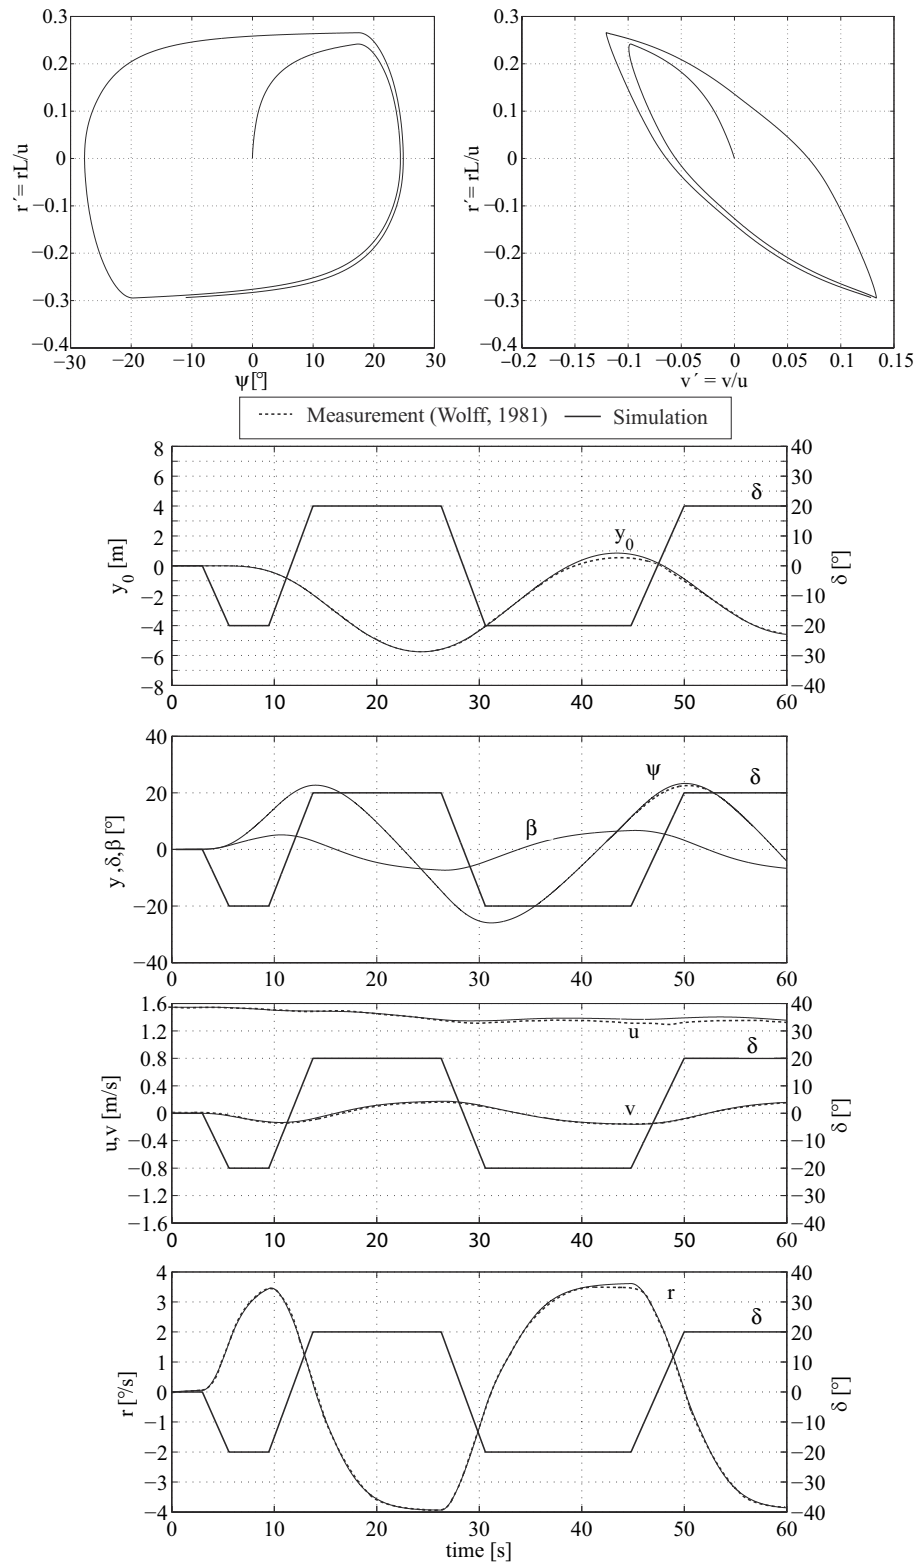 0.3
0.2
0.1
0
−0.1
−0.2
−0.3
−0.4
r´= rL/u
−30 −20 −10 0 10 20 30
ψ[°]
0.3
0.2
0.1
0
−0.1
−0.2
−0.3
−0.4
r´= rL/u
−0.2 −0.15 −0.1 −0.05 0 0.05 0.1 0.15
v´ = v/u
Measurement (Wolff, 1981) Simulation
8
6
4
2
0
−2
−4
−6
−8
y0 [m]
40
30
20
10
0
−10
−20
−30
−40
δ [°]
δ
y0
0 10 20 30 40 50 60
40
20
0
−20
−40
y ,δ,β [°]
ψ
δ
β
0 10 20 30 40 50 60
1.6
1.2
0.8
0.4
0
−0.4
−0.8
−1.2
−1.6
u,v [m/s]
40
30
20
10
0
−10
−20
−30
−40
δ [°]
u
δ
v
0 10 20 30 40 50 60
4
3
2
1
0
−1
−2
−3
−4
r [°/s]
40
30
20
10
0
−10
−20
−30
−40
δ [°]
r
δ
0 10 20 30 40 50 60
time [s]